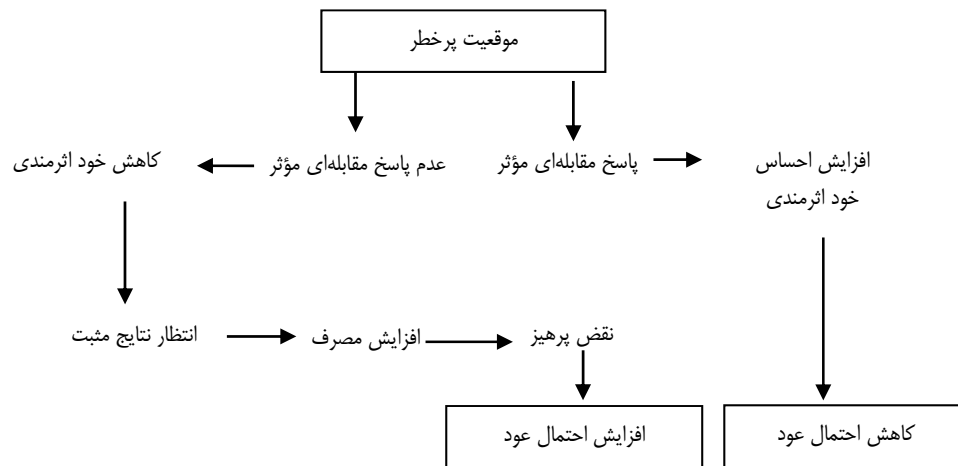 موقعیت پرخطر
افزایش احساس
خود اثرمندی
پاسخ مقابله‌ای مؤثر
عدم پاسخ مقابله‌ای مؤثر
کاهش خود اثرمندی
انتظار نتایج مثبت
افزایش مصرف
نقض پرهیز
افزایش احتمال عود
کاهش احتمال عود